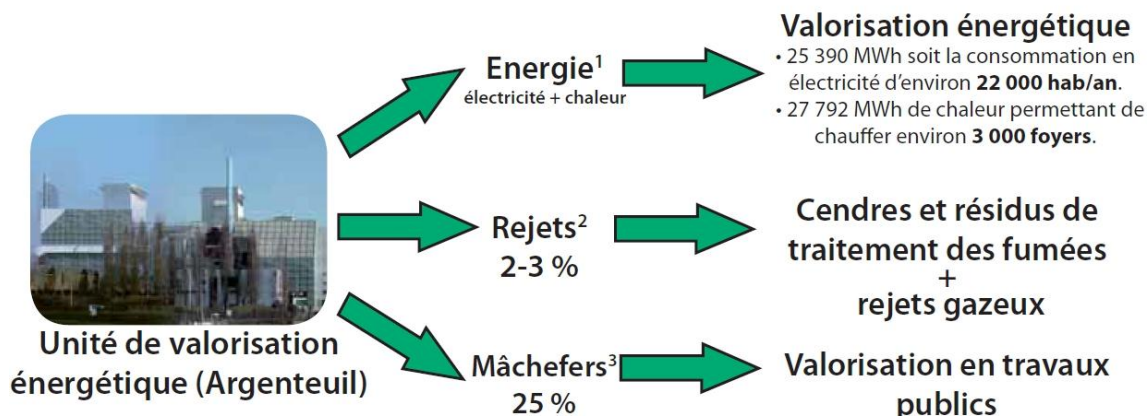 Energie¹
électricité + chaleur
Valorisation énergétique
• 25 390 MWh soit la consommation en
électricité d'environ 22 000 hab/an.
• 27 792 MWh de chaleur permettant de
chauffer environ 3 000 foyers.
Unité de valorisation
énergétique (Argenteuil)
Rejets²
2-3 %
Cendres et résidus de
traitement des fumées
+
rejets gazeux
Mâchefers³
25 %
Valorisation en travaux
publics